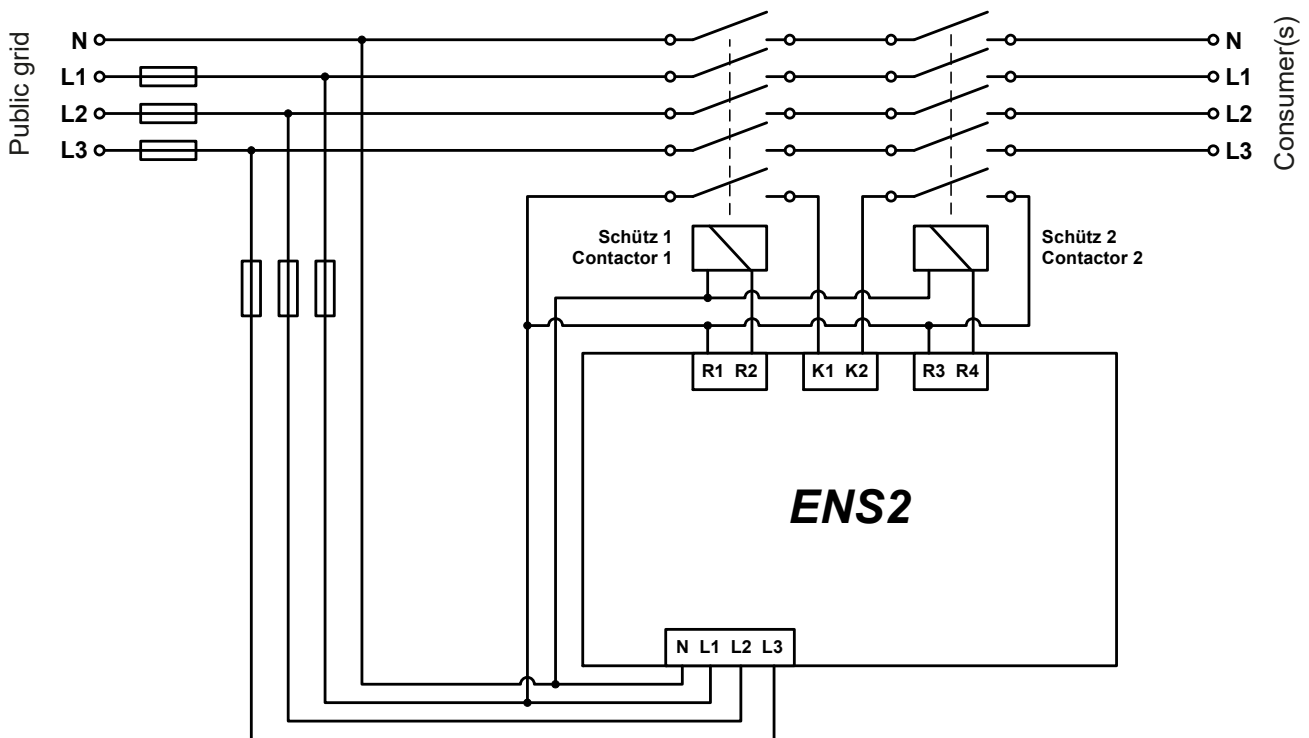 Public grid
N
L1
L2
L3
N
L1
L2
L3
Consumer(s)
Schütz 1
Contactor 1
Schütz 2
Contactor 2
R1 R2
K1 K2
R3 R4
ENS2
N L1 L2 L3